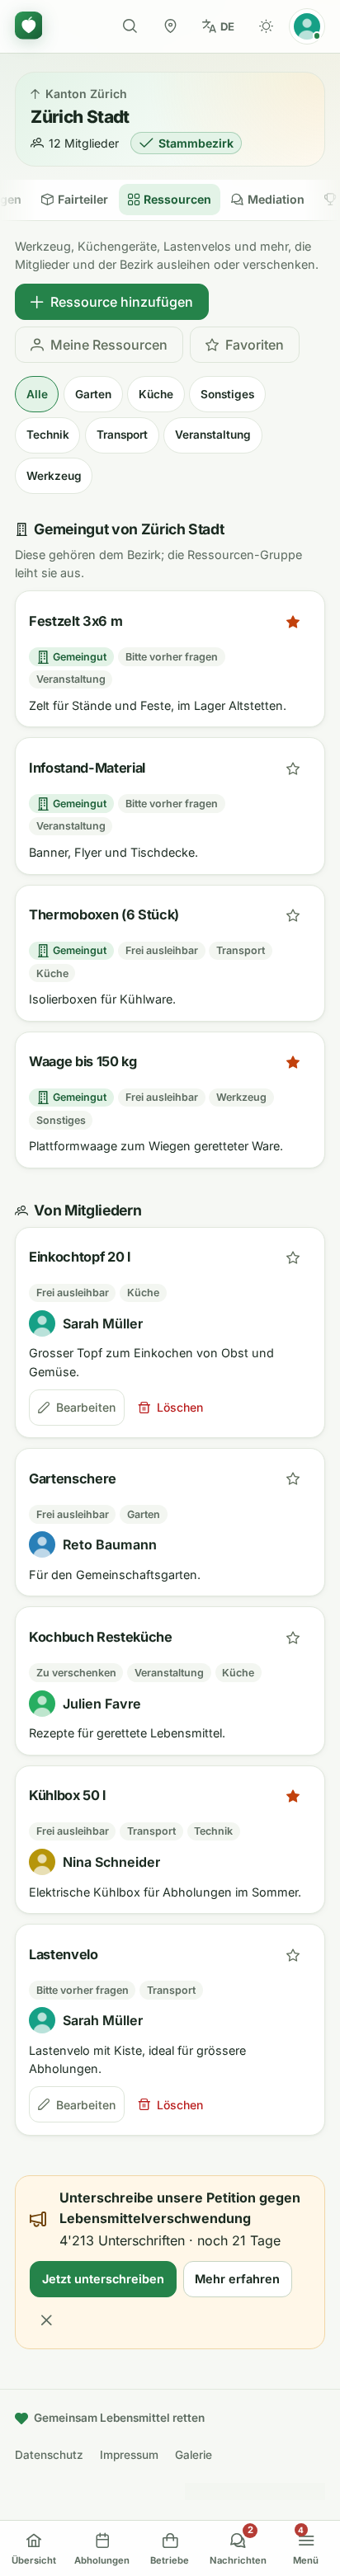 DE
Kanton Zürich
Zürich Stadt
12 Mitglieder Stammbezirk
gen Fairteiler Ressourcen Mediation
Werkzeug, Küchengeräte, Lastenvelos und mehr, die
Mitglieder und der Bezirk ausleihen oder verschenken.
Ressource hinzufügen
Meine Ressourcen Favoriten
Alle Garten Küche Sonstiges
Technik Transport Veranstaltung
Werkzeug
Gemeingut von Zürich Stadt
Diese gehören dem Bezirk; die Ressourcen-Gruppe
leiht sie aus.
Festzelt 3x6 m
Gemeingut Bitte vorher fragen
Veranstaltung
Zelt für Stände und Feste, im Lager Altstetten.
Infostand-Material
Gemeingut Bitte vorher fragen
Veranstaltung
Banner, Flyer und Tischdecke.
Thermoboxen (6 Stück)
Gemeingut Frei ausleihbar Transport
Küche
Isolierboxen für Kühlware.
Waage bis 150 kg
Gemeingut Frei ausleihbar Werkzeug
Sonstiges
Plattformwaage zum Wiegen geretteter Ware.
Von Mitgliedern
Einkochtopf 20 l
Frei ausleihbar Küche
Sarah Müller
Grosser Topf zum Einkochen von Obst und
Gemüse.
Bearbeiten Löschen
Gartenschere
Frei ausleihbar Garten
Reto Baumann
Für den Gemeinschaftsgarten.
Kochbuch Resteküche
Zu verschenken Veranstaltung Küche
Julien Favre
Rezepte für gerettete Lebensmittel.
Kühlbox 50 l
Frei ausleihbar Transport Technik
Nina Schneider
Elektrische Kühlbox für Abholungen im Sommer.
Lastenvelo
Bitte vorher fragen Transport
Sarah Müller
Lastenvelo mit Kiste, ideal für grössere
Abholungen.
Bearbeiten Löschen
Unterschreibe unsere Petition gegen
Lebensmittelverschwendung
4'213 Unterschriften · noch 21 Tage
Jetzt unterschreiben Mehr erfahren
Gemeinsam Lebensmittel retten
Datenschutz Impressum Galerie
2 4
Übersicht Abholungen Betriebe Nachrichten Menü